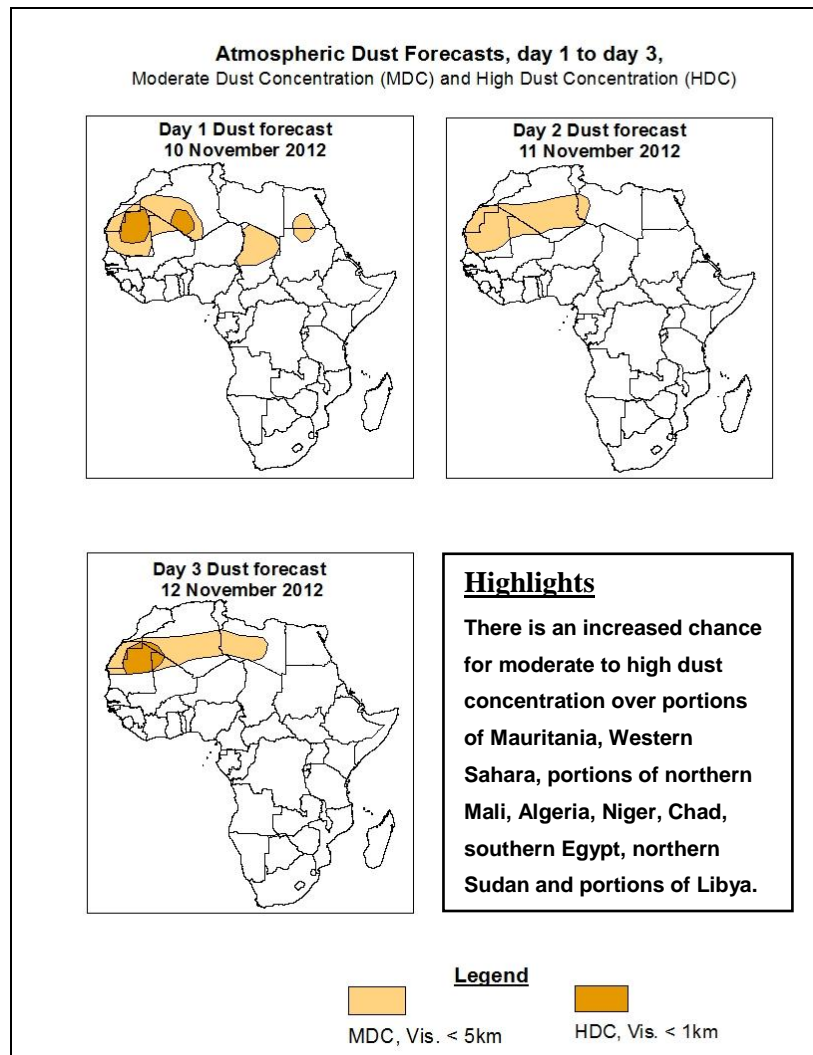 Atmospheric Dust Forecasts, day 1 to day 3,
Moderate Dust Concentration (MDC) and High Dust Concentration (HDC)
Day 1 Dust forecast
10 November 2012
Day 2 Dust forecast
11 November 2012
Day 3 Dust forecast
12 November 2012
Highlights
There is an increased chance
for moderate to high dust
concentration over portions
of Mauritania, Western
Sahara, portions of northern
Mali, Algeria, Niger, Chad,
southern Egypt, northern
Sudan and portions of Libya.
Legend
MDC, Vis. < 5km
HDC, Vis. < 1km